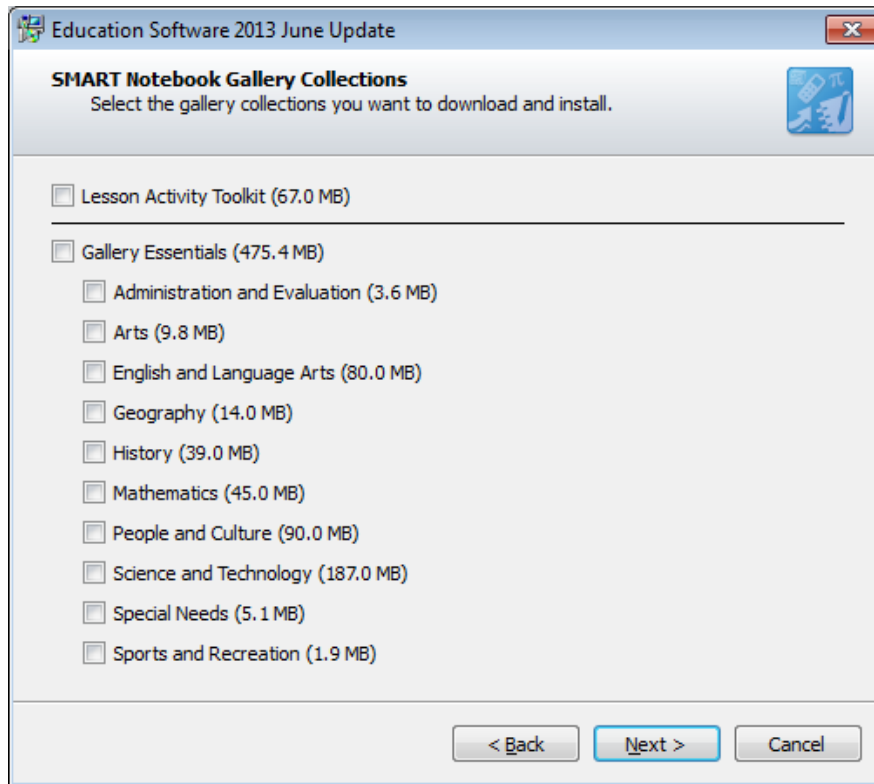 Education Software 2013 June Update
SMART Notebook Gallery Collections
Select the gallery collections you want to download and install.
Lesson Activity Toolkit (67.0 MB)
Gallery Essentials (475.4 MB)
Administration and Evaluation (3.6 MB)
Arts (9.8 MB)
English and Language Arts (80.0 MB)
Geography (14.0 MB)
History (39.0 MB)
Mathematics (45.0 MB)
People and Culture (90.0 MB)
Science and Technology (187.0 MB)
Special Needs (5.1 MB)
Sports and Recreation (1.9 MB)
< Back Next > Cancel